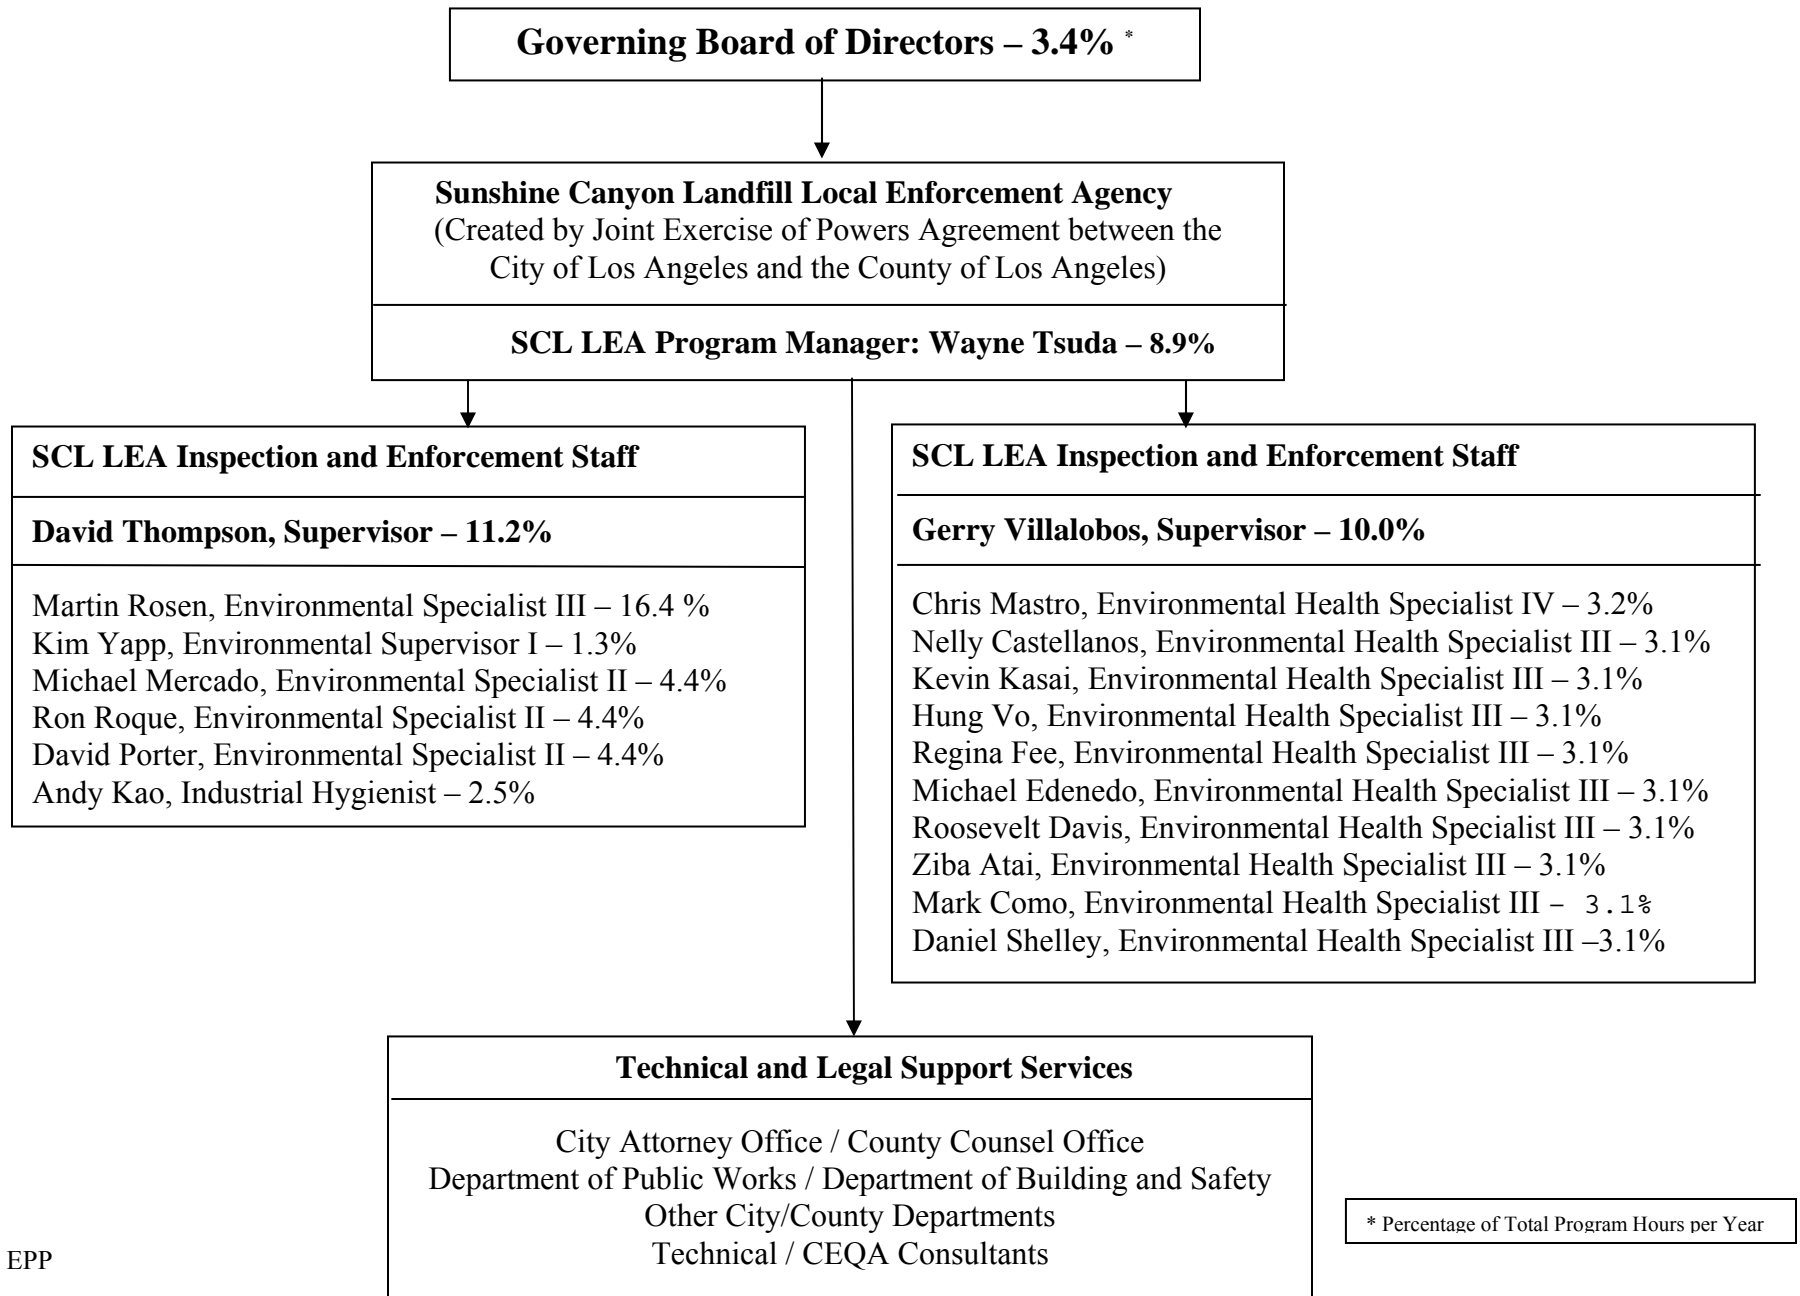 Governing Board of Directors – 3.4% *
Sunshine Canyon Landfill Local Enforcement Agency
(Created by Joint Exercise of Powers Agreement between the
City of Los Angeles and the County of Los Angeles)
SCL LEA Program Manager: Wayne Tsuda – 8.9%
SCL LEA Inspection and Enforcement Staff
David Thompson, Supervisor – 11.2%
Martin Rosen, Environmental Specialist III – 16.4 %
Kim Yapp, Environmental Supervisor I – 1.3%
Michael Mercado, Environmental Specialist II – 4.4%
Ron Roque, Environmental Specialist II – 4.4%
David Porter, Environmental Specialist II – 4.4%
Andy Kao, Industrial Hygienist – 2.5%
SCL LEA Inspection and Enforcement Staff
Gerry Villalobos, Supervisor – 10.0%
Chris Mastro, Environmental Health Specialist IV – 3.2%
Nelly Castellanos, Environmental Health Specialist III – 3.1%
Kevin Kasai, Environmental Health Specialist III – 3.1%
Hung Vo, Environmental Health Specialist III – 3.1%
Regina Fee, Environmental Health Specialist III – 3.1%
Michael Edenedo, Environmental Health Specialist III – 3.1%
Roosevelt Davis, Environmental Health Specialist III – 3.1%
Ziba Atai, Environmental Health Specialist III – 3.1%
Mark Como, Environmental Health Specialist III – 3.1%
Daniel Shelley, Environmental Health Specialist III –3.1%
Technical and Legal Support Services
City Attorney Office / County Counsel Office
Department of Public Works / Department of Building and Safety
Other City/County Departments
Technical / CEQA Consultants
* Percentage of Total Program Hours per Year
EPP